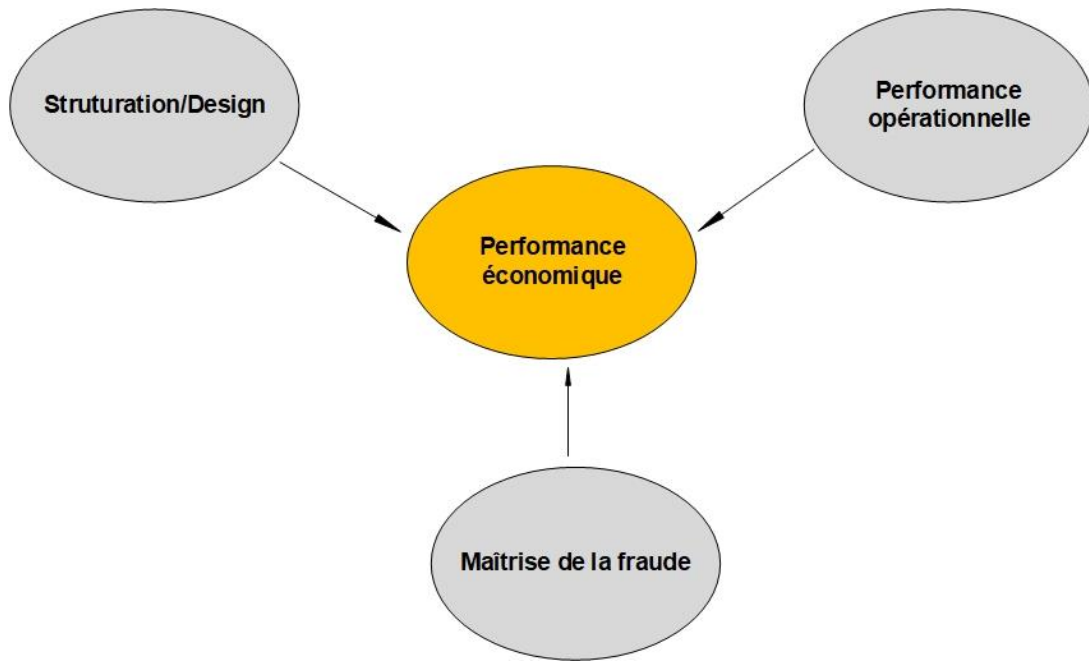 Struturation/Design
Performance
opérationnelle
Performance
économique
Maîtrise de la fraude